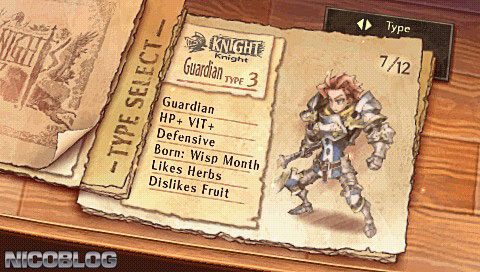 Type
KNIGHT
Knight
Guardian TYPE 3
7/12
TYPE SELECT
Guardian
HP+ VIT+
Defensive
Born: Wisp Month
Likes Herbs
Dislikes Fruit
NICOBLOG